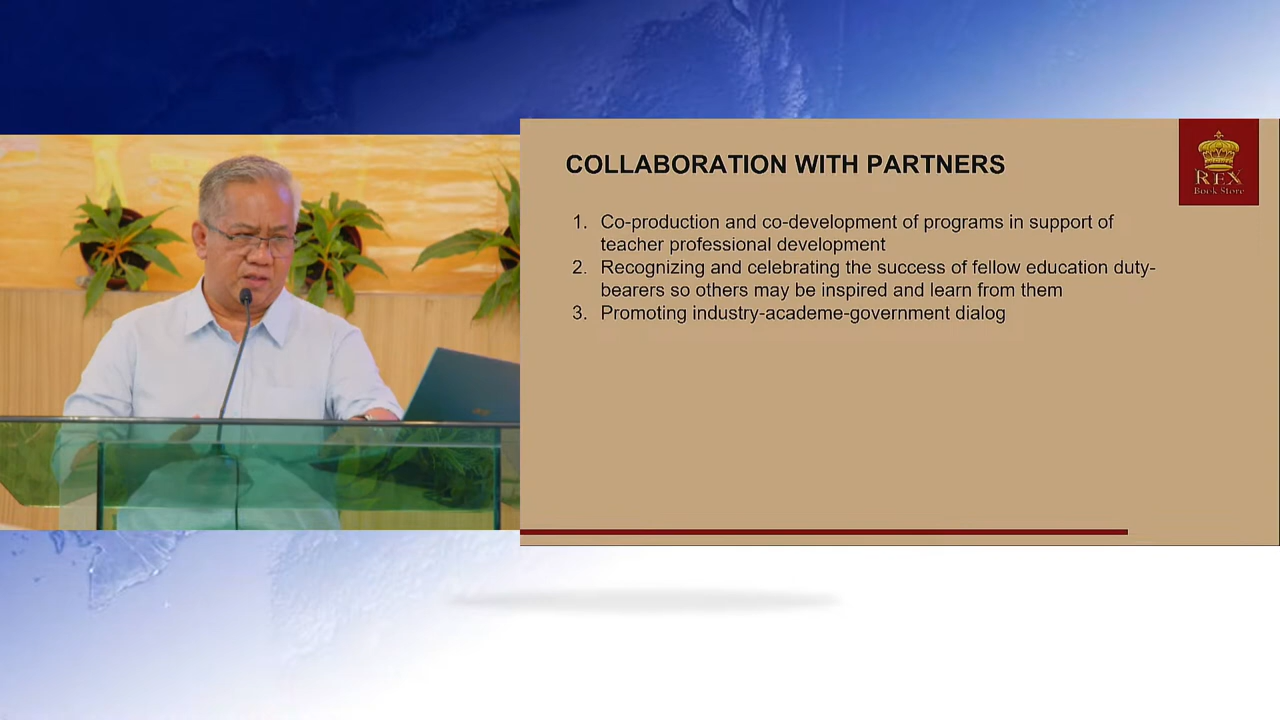 COLLABORATION WITH PARTNERS
REX
Book Store
1. Co-production and co-development of programs in support of
teacher professional development
2. Recognizing and celebrating the success of fellow education duty-
bearers so others may be inspired and learn from them
3. Promoting industry-academe-government dialog